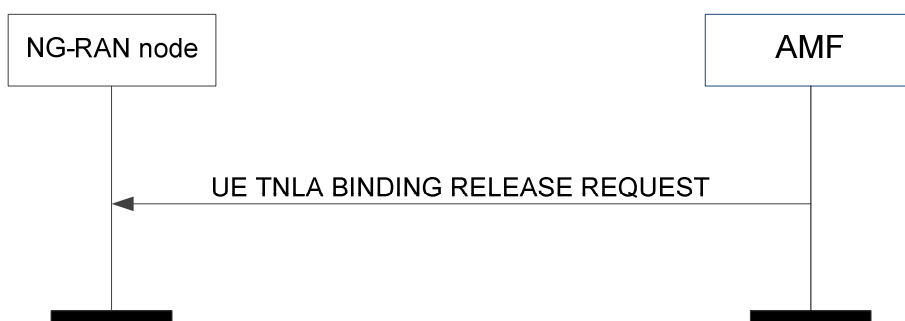 NG-RAN node
AMF
UE TNLA BINDING RELEASE REQUEST